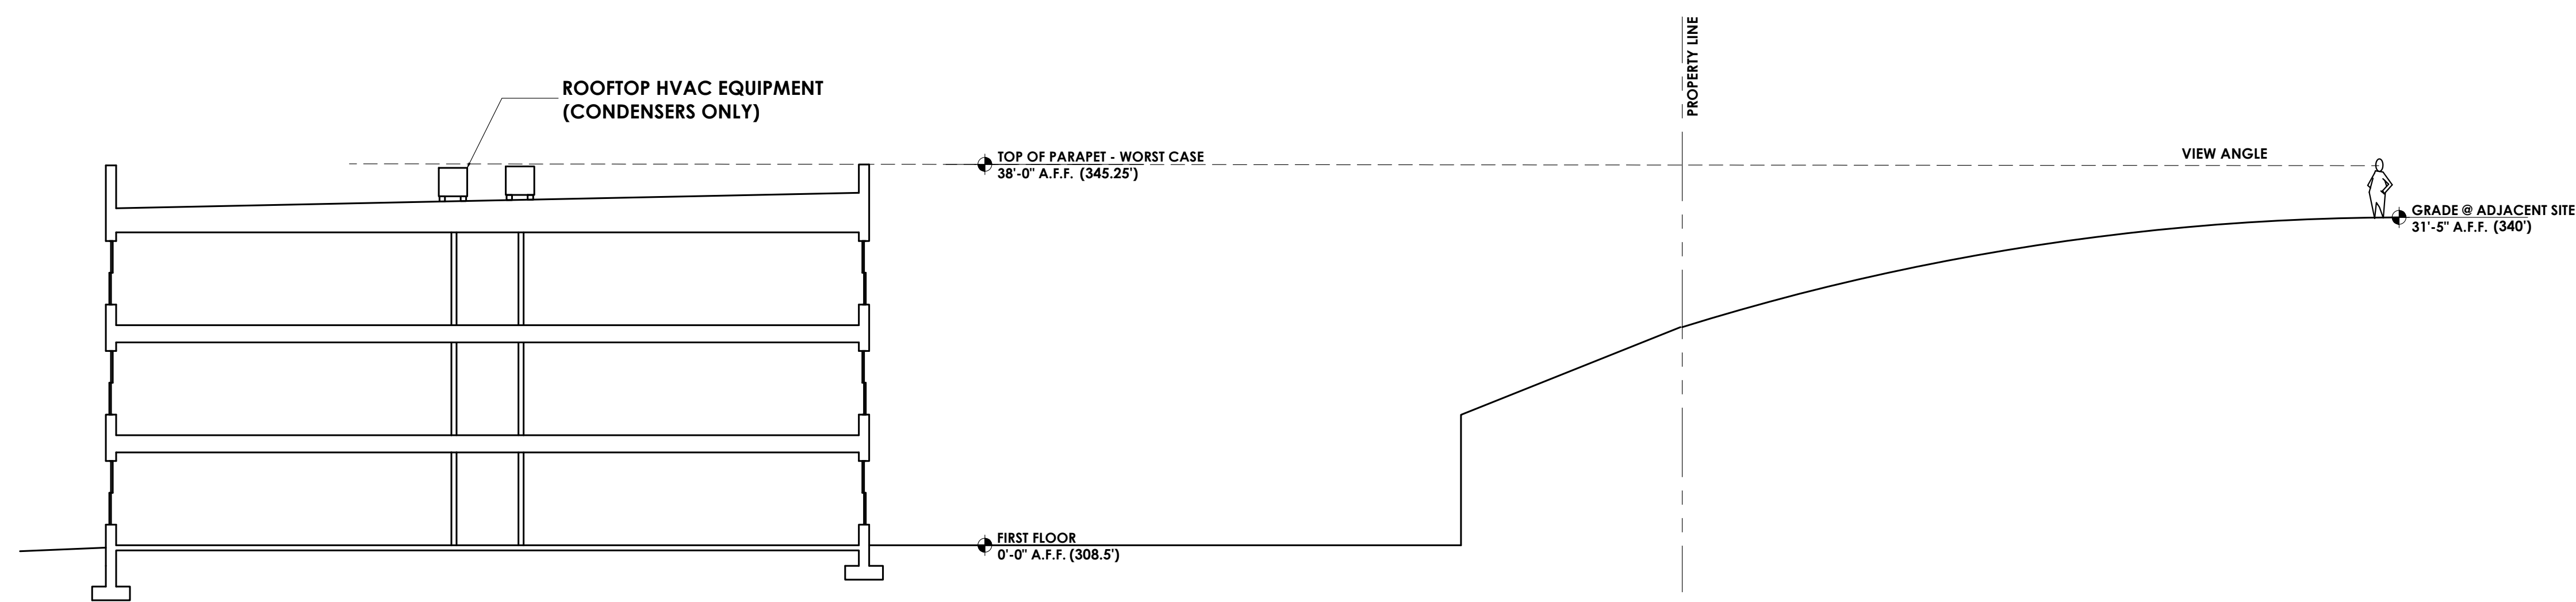 PROPERTY LINE
ROOFTOP HVAC EQUIPMENT
(CONDENSERS ONLY)
TOP OF PARAPET - WORST CASE
38'-0" A.F.F. (345.25')
VIEW ANGLE
GRADE @ ADJACENT SITE
31'-5" A.F.F. (340')
FIRST FLOOR
0'-0" A.F.F. (308.5')